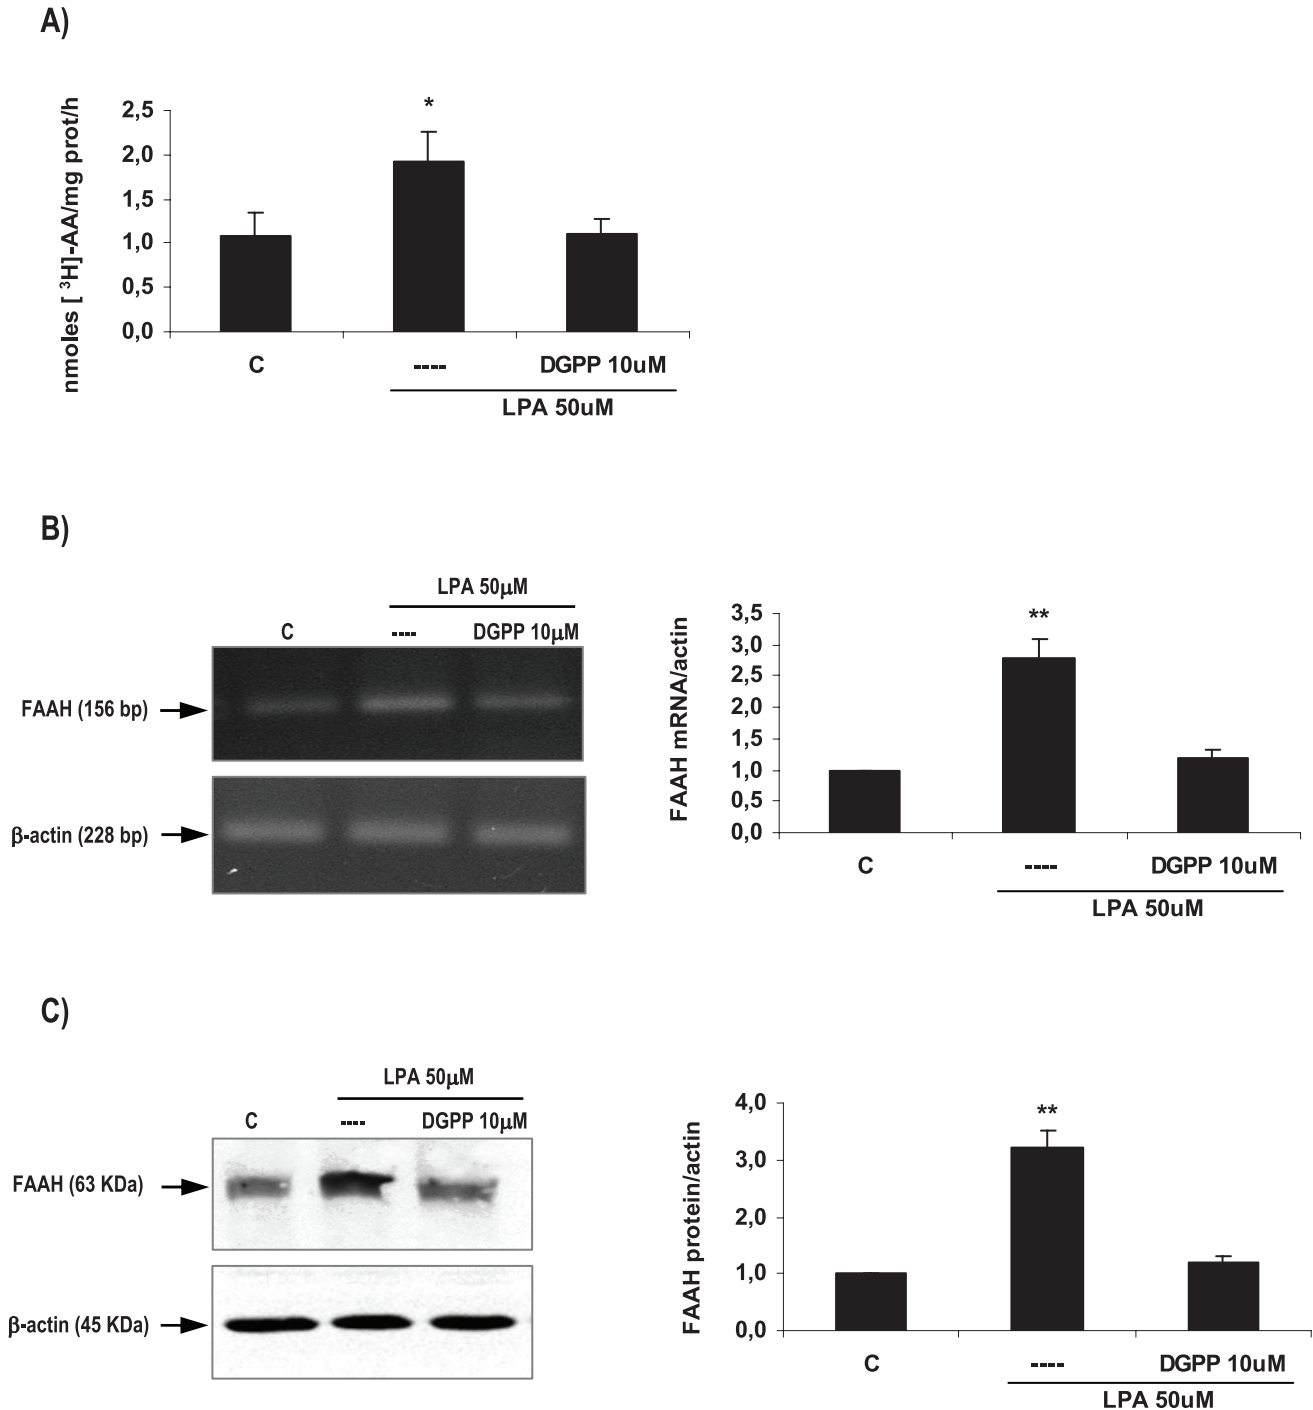 A)
nmoles [ ³H]-AA/mg prot/h
2,5
2,0
1,5
1,0
0,5
0,0
*
C
----
DGPP 10uM
LPA 50uM
B)
LPA 50μM
C
----
DGPP 10μM
FAAH (156 bp)
β-actin (228 bp)
FAAH mRNA/actin
3,5
3,0
2,5
2,0
1,5
1,0
0,5
0,0
**
C
----
DGPP 10uM
LPA 50uM
C)
LPA 50μM
C
----
DGPP 10μM
FAAH (63 KDa)
β-actin (45 KDa)
FAAH protein/actin
4,0
3,0
2,0
1,0
0,0
**
C
----
DGPP 10uM
LPA 50uM